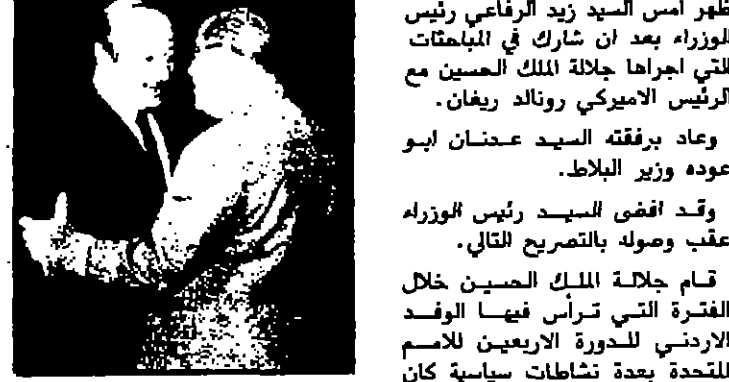 ظهر امس السيد زيد الرفاعي رئيس
الوزراء بعد ان شارك في المباحثات
التي اجراها جلالة الملك الحسين مع
الرئيس الاميركي رونالد ريغان.
وعاد برفقته السيد عدنان ابو
عوده وزير البلاط.
وقد افضى السيد رئيس الوزراء
عقب وصوله بالتصريح التالي.
قام جلالة الملك الحسين خلال
الفترة التي ترأس فيها الوفد
الاردني للدورة الاربعين للامم
المتحدة بعدة نشاطات سياسية كان